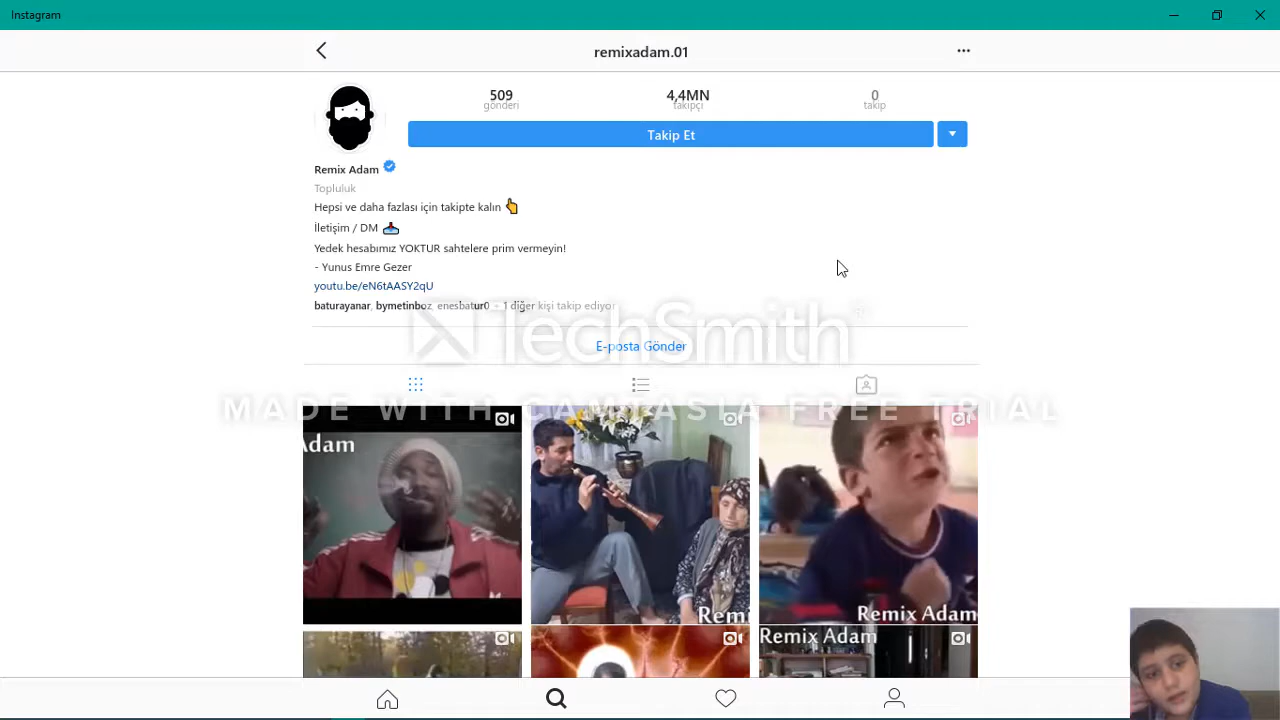 Instagram
remixadam.01
509
gönderi
4,4MN
takipçi
0
takip
Takip Et
Remix Adam
Topluluk
Hepsi ve daha fazlası için takipte kalın
İletişim / DM
Yedek hesabımız YOKTUR sahtelere prim vermeyin!
- Yunus Emre Gezer
youtu.be/eN6tAASY2qU
baturayanar, bymetinboz, enesbatur0 + 1 diğer kişi takip ediyor
TechSmith®
E-posta Gönder
MADE WITH CAMTASIA FREE TRIAL
Adam
Remi
Remix Adam
Remix Adam